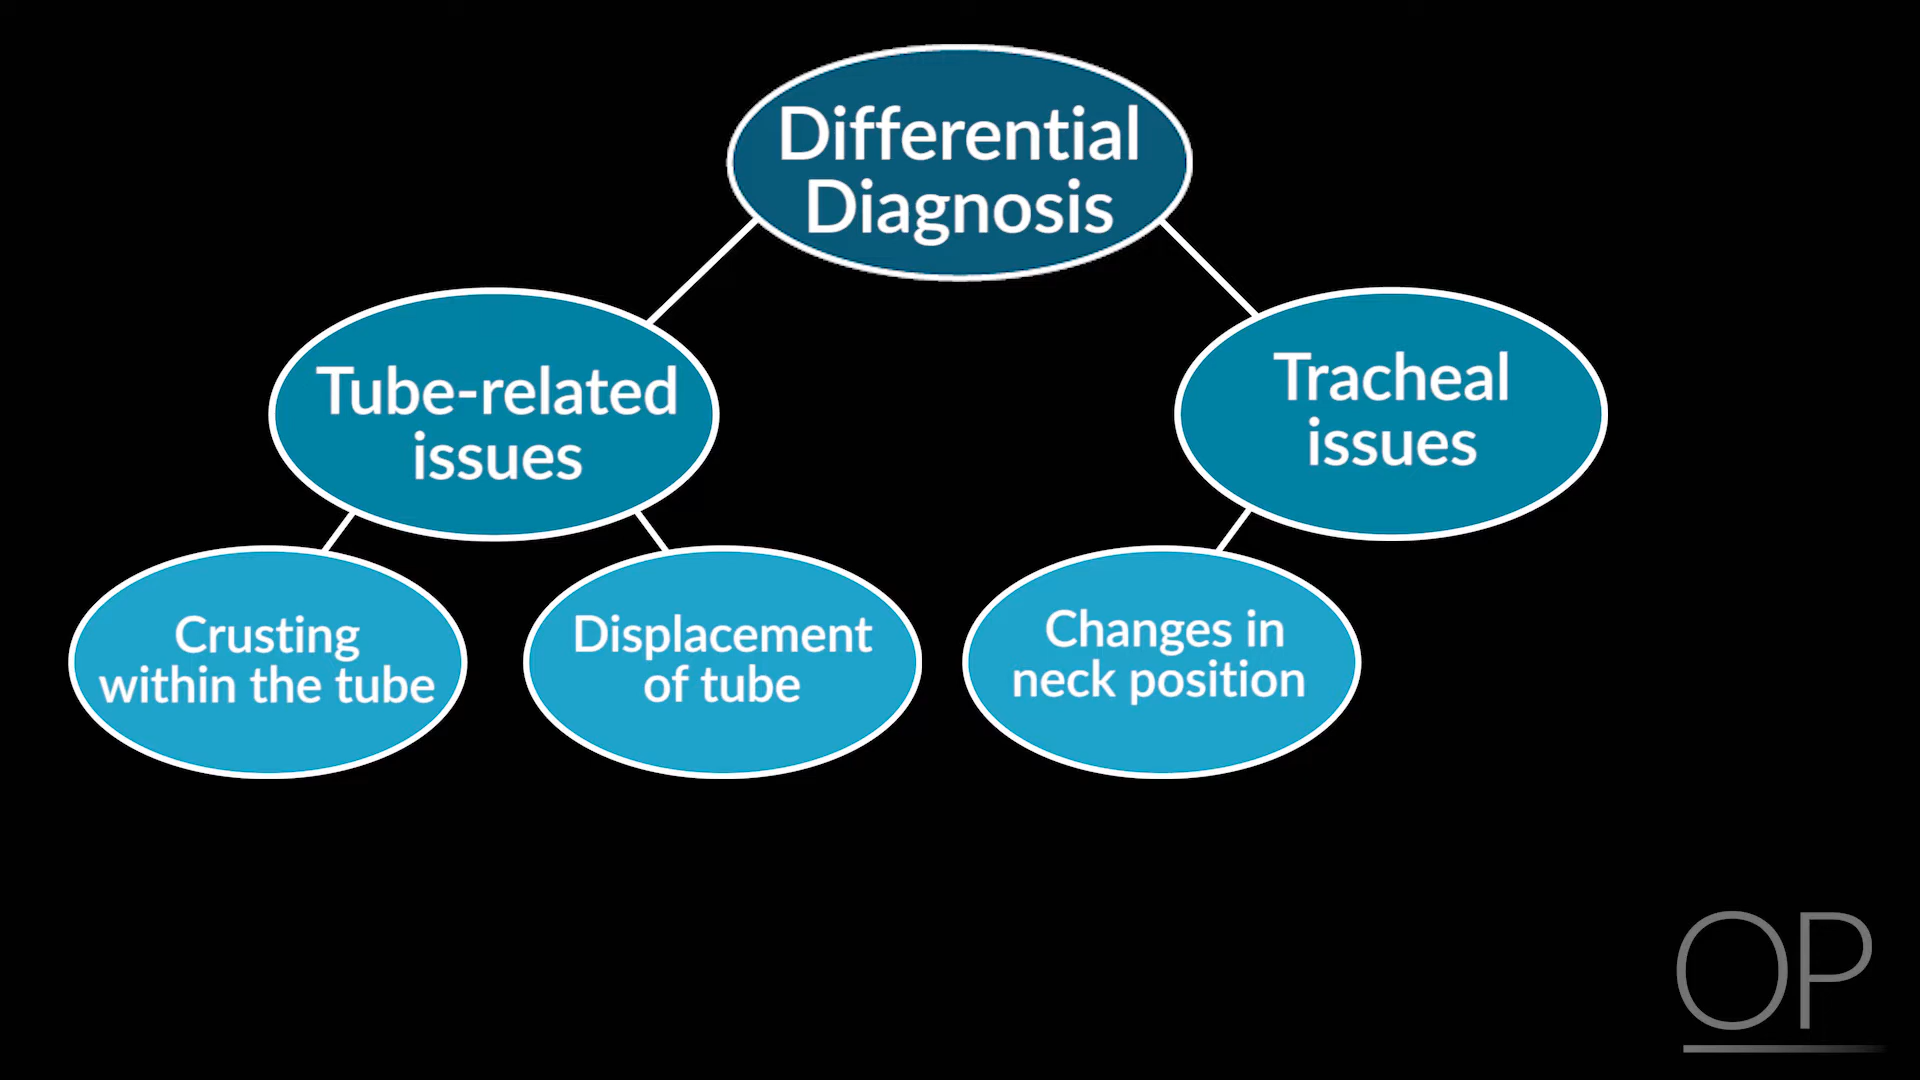 Differential
Diagnosis
Tube-related
issues
Tracheal
issues
Crusting
within the tube
Displacement
of tube
Changes in
neck position
OP